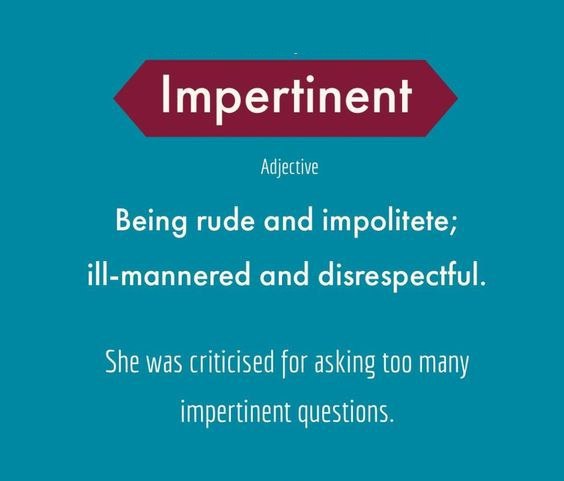 Impertinent
Adjective
Being rude and impolitete;
ill-mannered and disrespectful.
She was criticised for asking too many
impertinent questions.